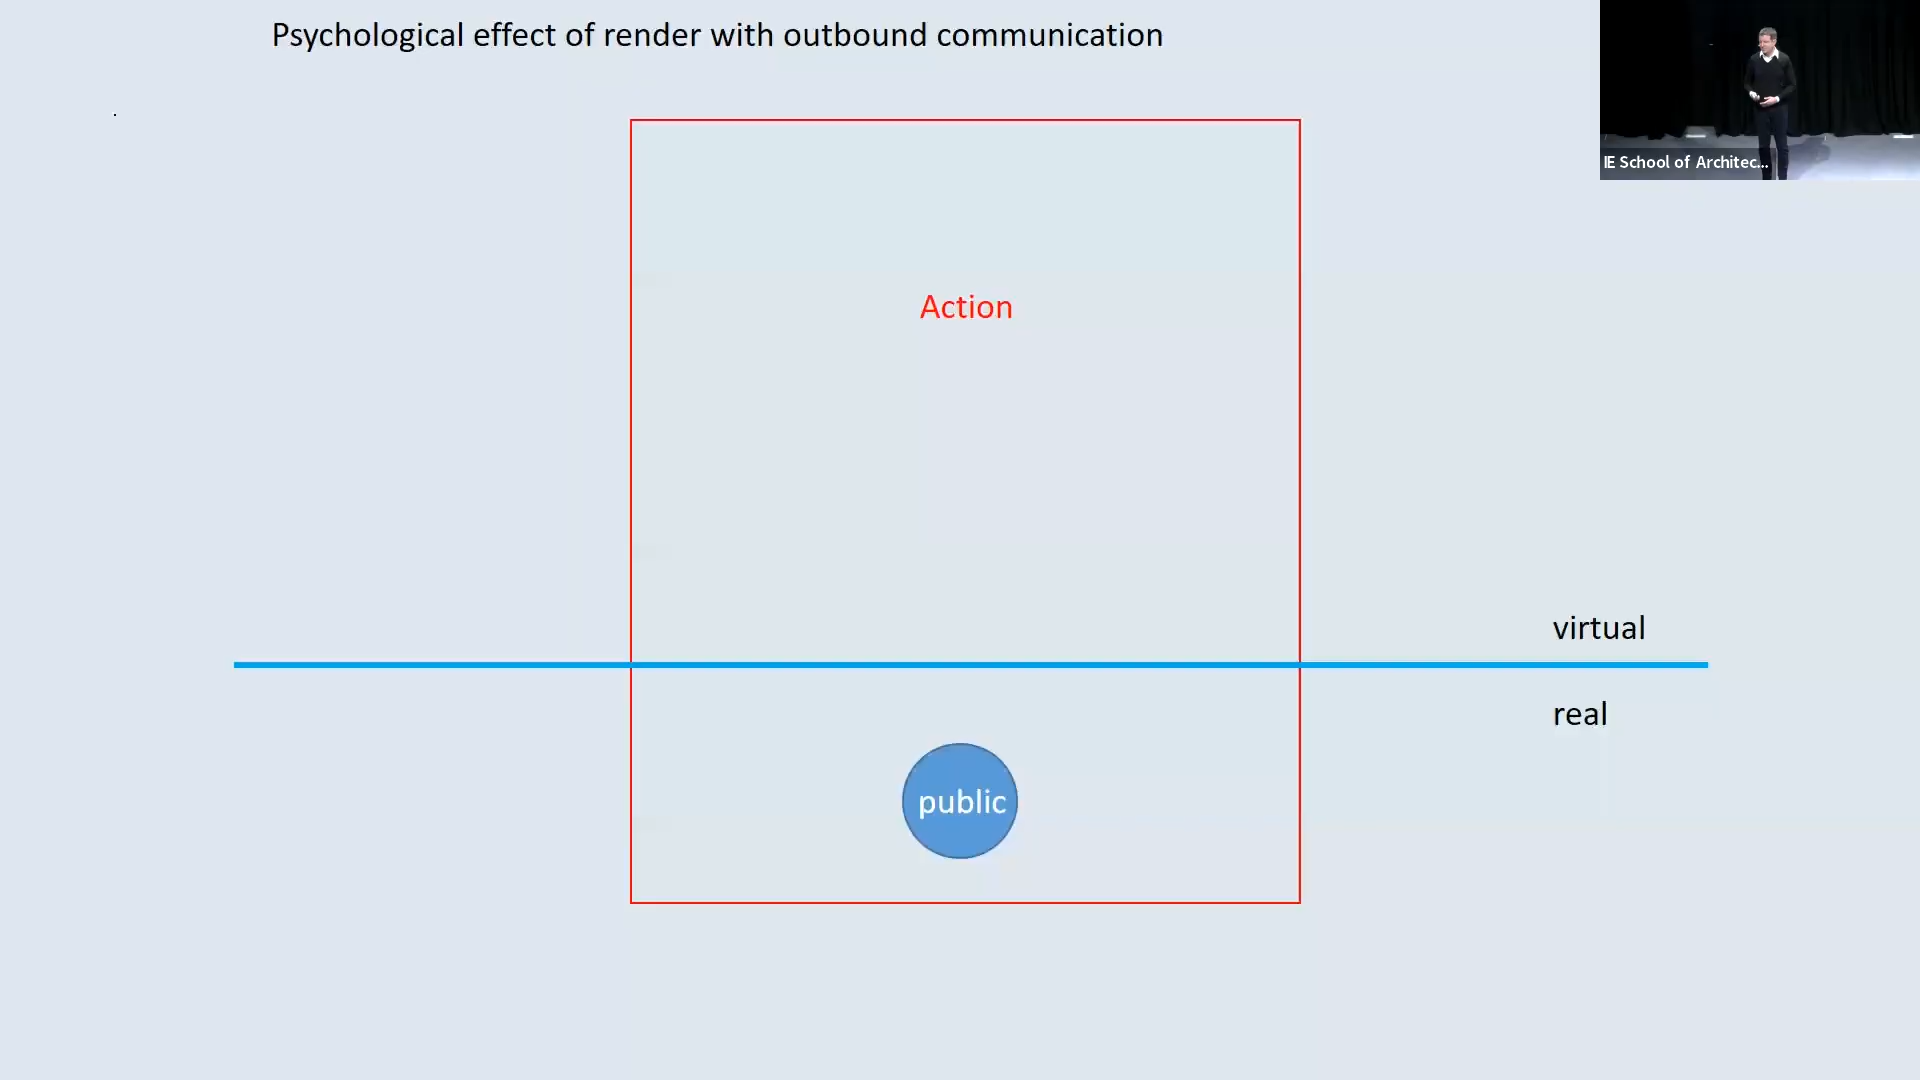 Psychological effect of render with outbound communication
IE School of Architec...
Action
virtual
real
public